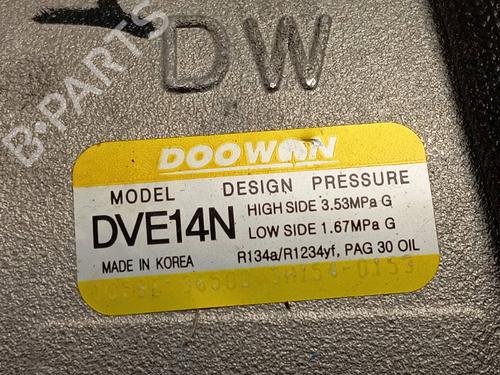 DW
B-PARTS
DOOWON
MODEL DESIGN PRESSURE
DVE14N HIGH SIDE 3.53MPa G
LOW SIDE 1.67MPa G
MADE IN KOREA R134a/R1234yf, PAG 30 OIL